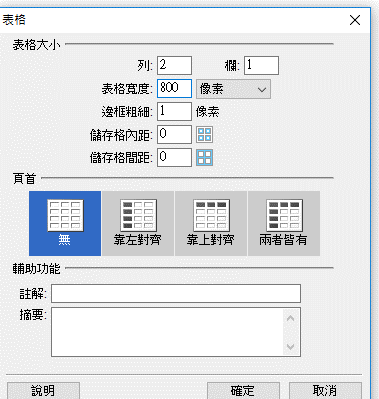 表格
表格大小
列: 2 欄: 1
表格寬度: 800 像素
邊框粗細: 1 像素
儲存格內距: 0
儲存格間距: 0
頁首
無 靠左對齊 靠上對齊 兩者皆有
輔助功能
註解:
摘要:
說明 確定 取消